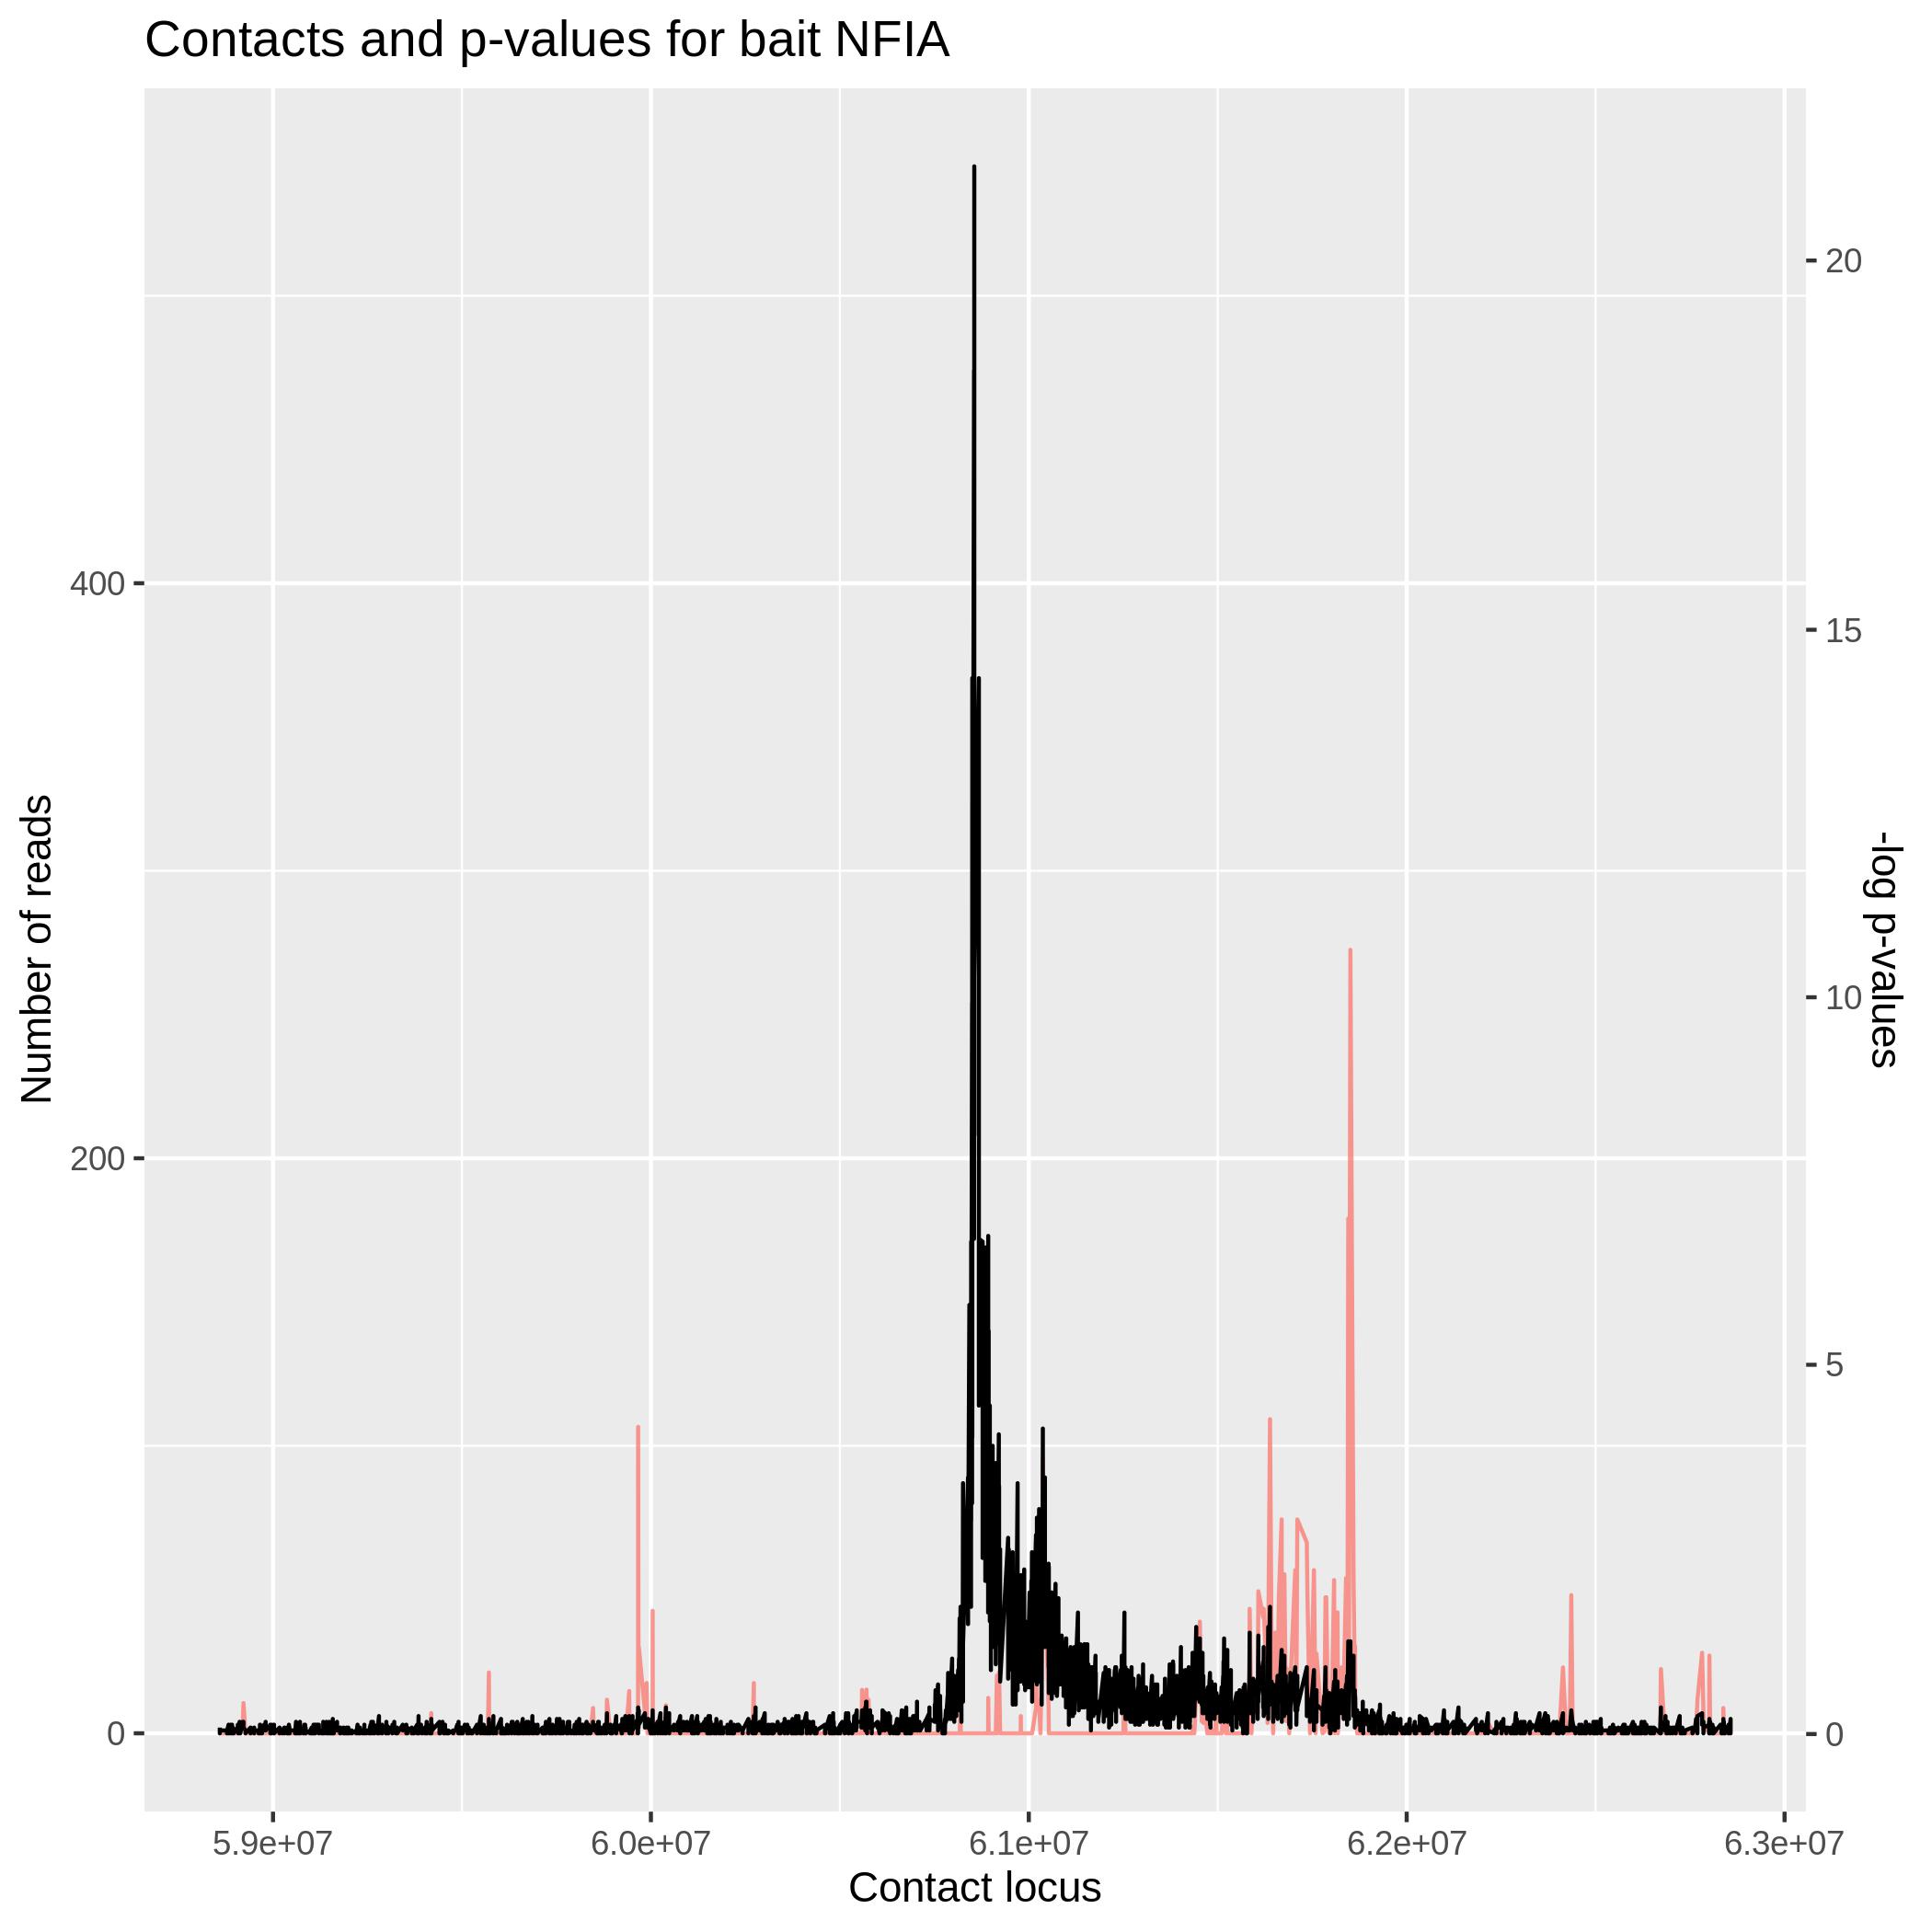 Contacts and p-values for bait NFIA
Number of reads
400
200
0
20
15
10
5
0
-log p-values
5.9e+07
6.0e+07
6.1e+07
6.2e+07
6.3e+07
Contact locus